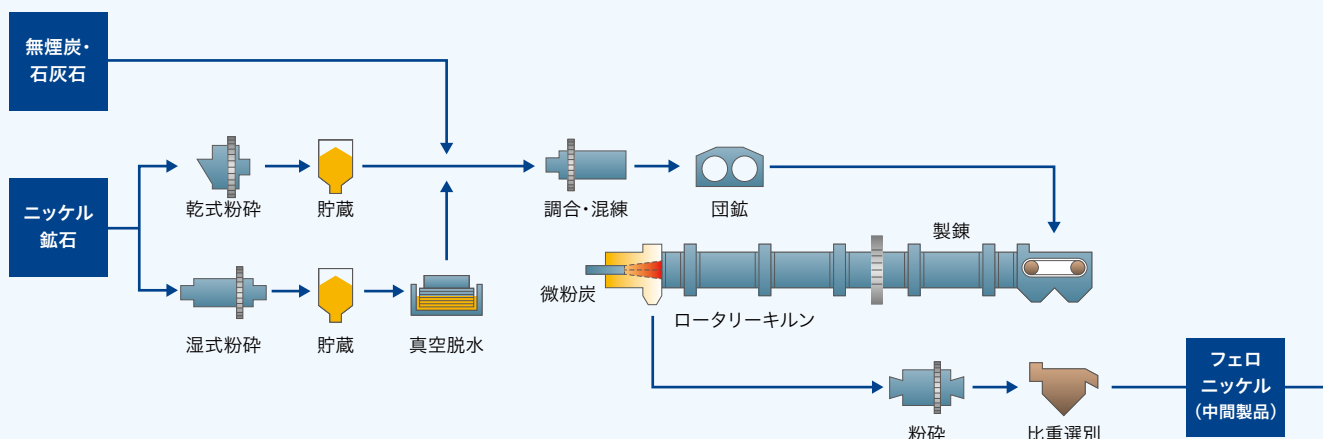 無煙炭・
石灰石
ニッケル
鉱石
乾式粉砕
貯蔵
調合・混練
団鉱
製錬
微粉炭
ロータリーキルン
湿式粉砕
貯蔵
真空脱水
粉砕
比重選別
フェロ
ニッケル
（中間製品）